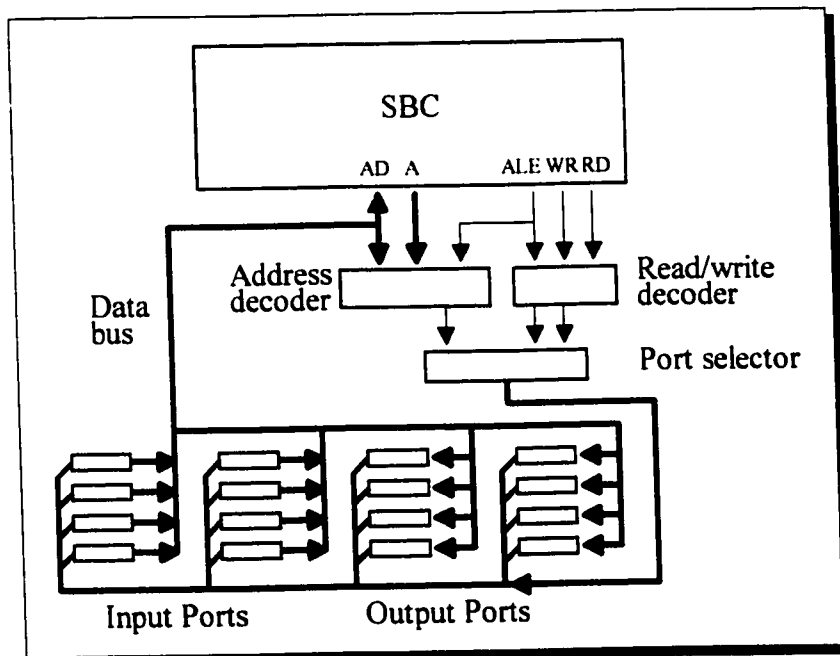 SBC
AD A ALE WR RD
Address
decoder
Read/write
decoder
Data
bus
Port selector
Input Ports
Output Ports